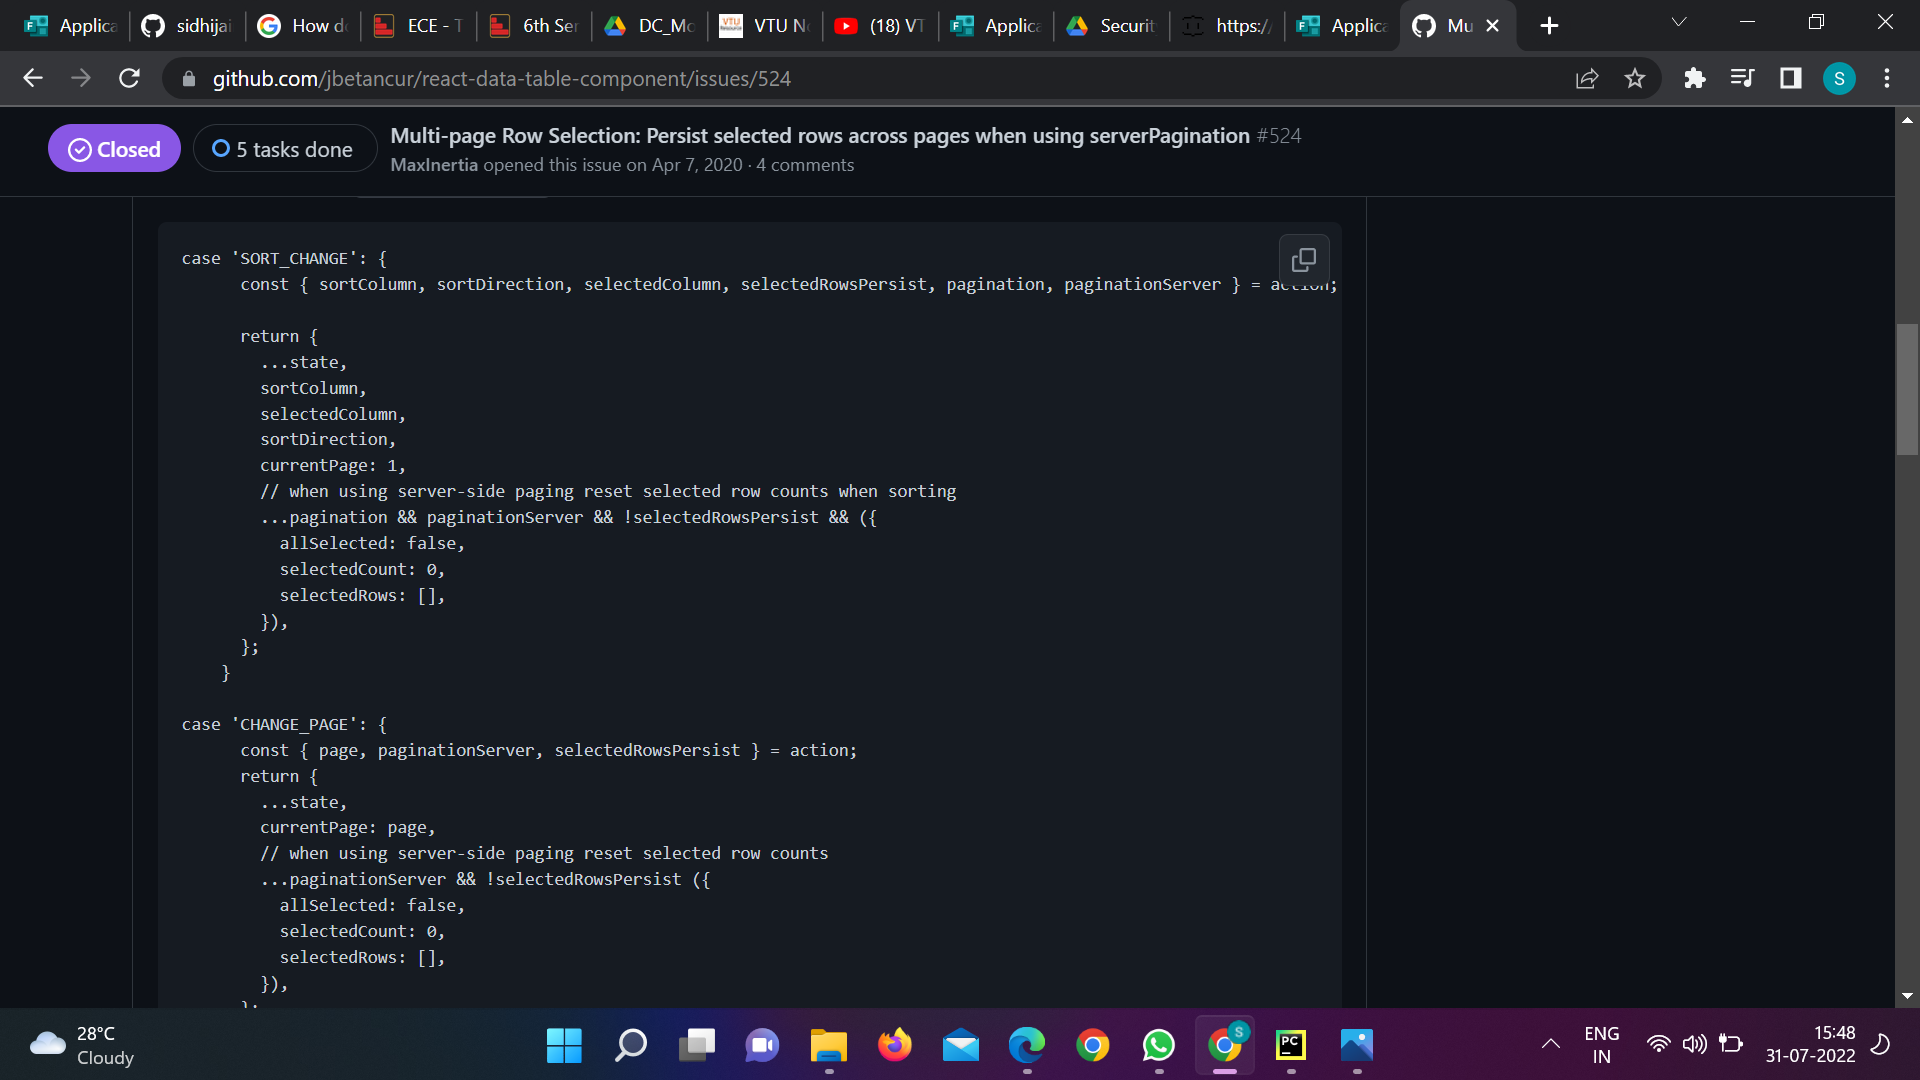 Applica
sidhijai
How d
ECE - T
6th Ser
DC_Mo
VTU N
(18) VT
Applica
Securit
https:/
Applica
Mu
github.com/jbetancur/react-data-table-component/issues/524
S
Closed
5 tasks done
Multi-page Row Selection: Persist selected rows across pages when using serverPagination #524
MaxInertia opened this issue on Apr 7, 2020 · 4 comments
case 'SORT_CHANGE': {
const { sortColumn, sortDirection, selectedColumn, selectedRowsPersist, pagination, paginationServer } = action;
return {
...state,
sortColumn,
selectedColumn,
sortDirection,
currentPage: 1,
// when using server-side paging reset selected row counts when sorting
...pagination && paginationServer && !selectedRowsPersist && ({
allSelected: false,
selectedCount: 0,
selectedRows: [],
}),
};
}
case 'CHANGE_PAGE': {
const { page, paginationServer, selectedRowsPersist } = action;
return {
...state,
currentPage: page,
// when using server-side paging reset selected row counts
...paginationServer && !selectedRowsPersist ({
allSelected: false,
selectedCount: 0,
selectedRows: [],
}),
};
28°C
Cloudy
S
PC
ENG
IN
15:48
31-07-2022